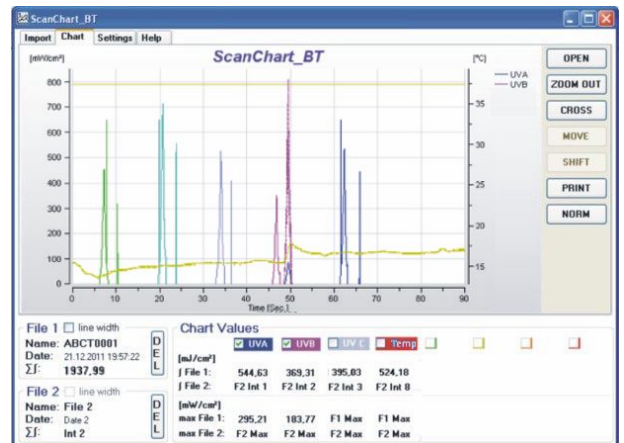 ScanChart_BT
Import Chart Settings Help
[mW/cm²] ScanChart_BT [°C]
UVA
UVB
800
700
600
500
400
300
200
100
0
35
30
25
20
15
0 10 20 30 40 50 60 70 80 90
Time [Sec.]
OPEN
ZOOM OUT
CROSS
MOVE
SHIFT
PRINT
NORM
File 1 line width
Name: ABCT0001
Date: 21.12.2011 19:57:22
∑∫: 1937,99
DEL
File 2 line width
Name: File 2
Date: Date 2
∑∫: Int 2
DEL
Chart Values
UVA UVB UV C Temp
[mJ/cm²]
∫ File 1: 544,63 369,31 395,03 524,18
∫ File 2: F2 Int 1 F2 Int 2 F2 Int 3 F2 Int 8
[mW/cm²]
max File 1: 295,21 183,77 F1 Max F1 Max
max File 2: F2 Max F2 Max F2 Max F2 Max